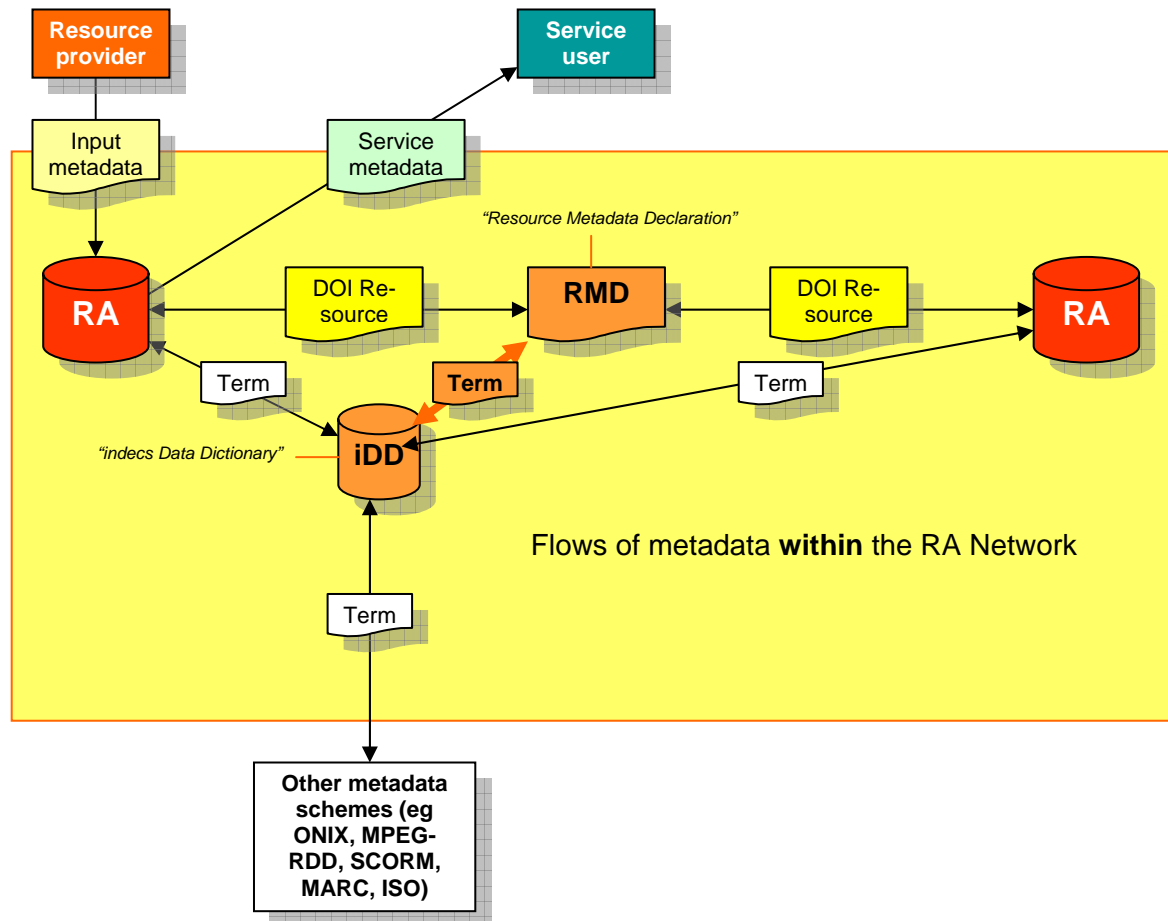 Resource
provider
Service
user
Input
metadata
Service
metadata
“Resource Metadata Declaration”
RA
DOI Re-
source
RMD
DOI Re-
source
RA
Term
Term
Term
“indecs Data Dictionary”
iDD
Flows of metadata within the RA Network
Term
Other metadata
schemes (eg
ONIX, MPEG-
RDD, SCORM,
MARC, ISO)